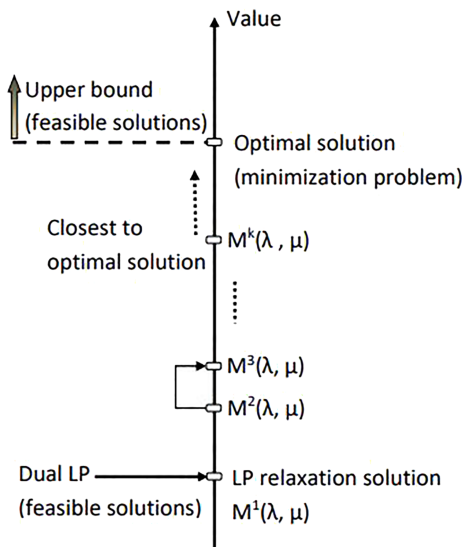 Value
Upper bound
(feasible solutions)
Optimal solution
(minimization problem)
Closest to
optimal solution
Mᵏ(λ , μ)
M³(λ, μ)
M²(λ, μ)
Dual LP
(feasible solutions)
LP relaxation solution
M¹(λ, μ)